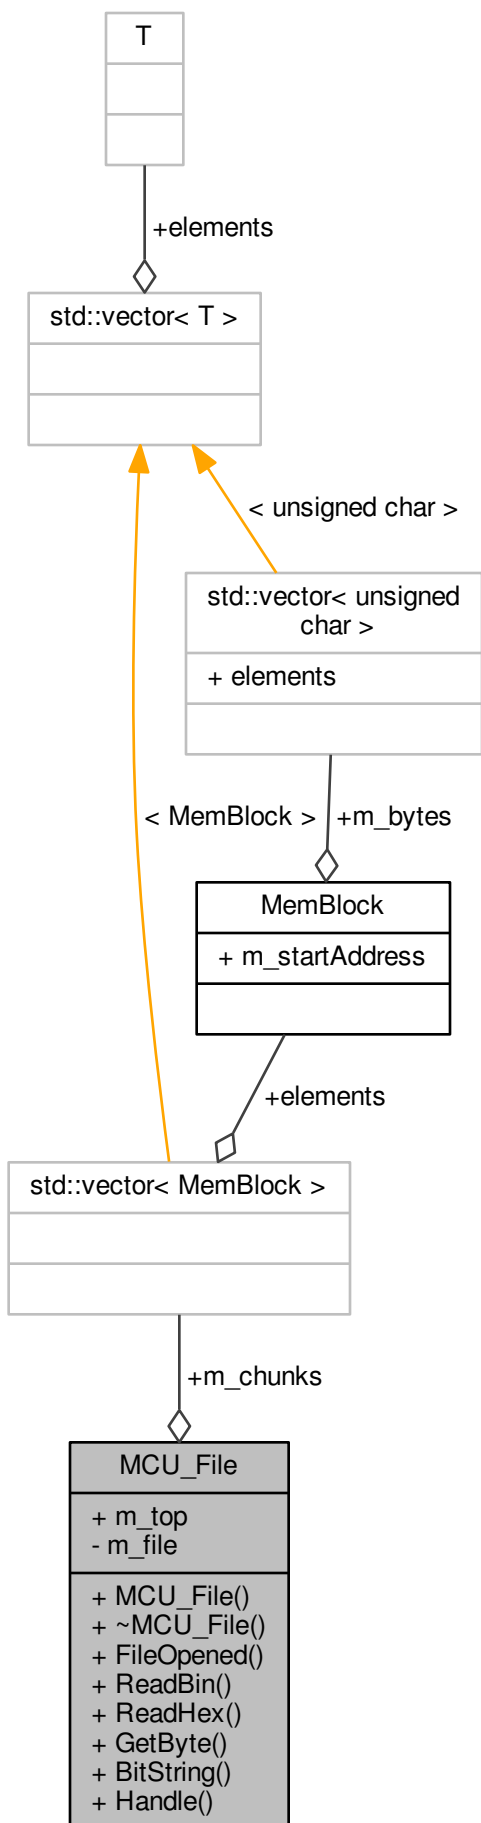 T
+elements
std::vector< T >
< unsigned char >
std::vector< unsigned
char >
+ elements
< MemBlock >
+m_bytes
MemBlock
+ m_startAddress
+elements
std::vector< MemBlock >
+m_chunks
MCU_File
+ m_top
- m_file
+ MCU_File()
+ ~MCU_File()
+ FileOpened()
+ ReadBin()
+ ReadHex()
+ GetByte()
+ BitString()
+ Handle()